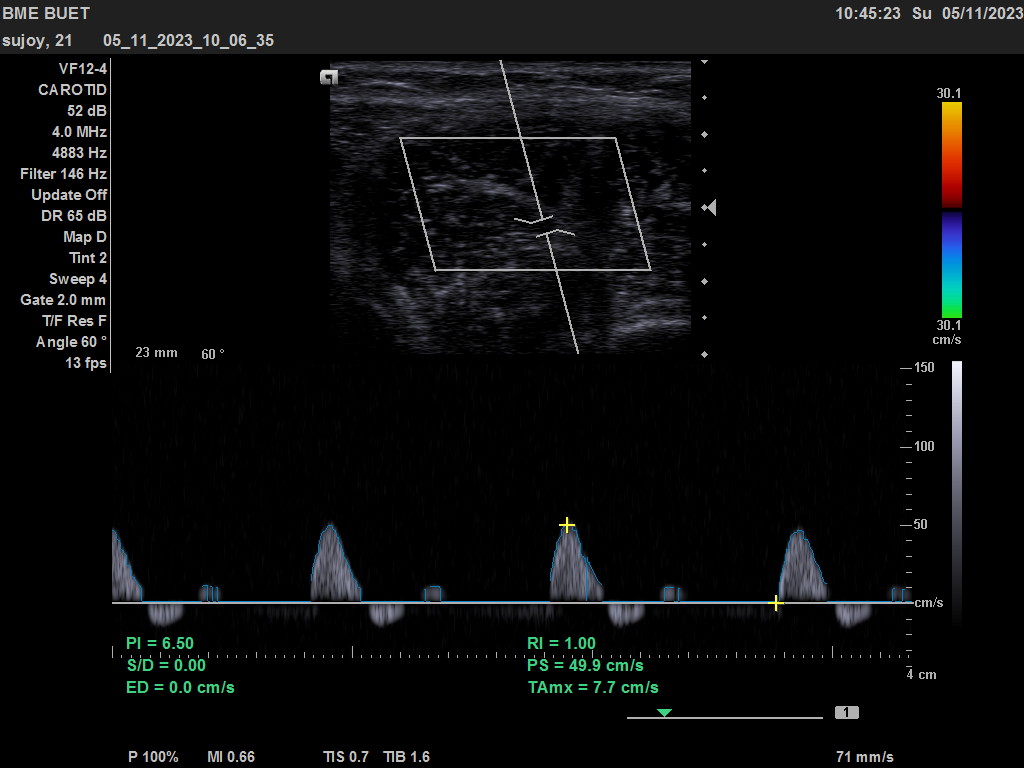 BME BUET
10:45:23 Su 05/11/2023
sujoy, 21 05_11_2023_10_06_35
VF12-4
CAROTID
52 dB
4.0 MHz
4883 Hz
Filter 146 Hz
Update Off
DR 65 dB
Map D
Tint 2
Sweep 4
Gate 2.0 mm
T/F Res F
Angle 60 °
13 fps
23 mm 60 °
30.1
30.1
cm/s
150
100
50
cm/s
4 cm
PI = 6.50
S/D = 0.00
ED = 0.0 cm/s
RI = 1.00
PS = 49.9 cm/s
TAmx = 7.7 cm/s
1
P 100% MI 0.66 TIS 0.7 TIB 1.6 71 mm/s